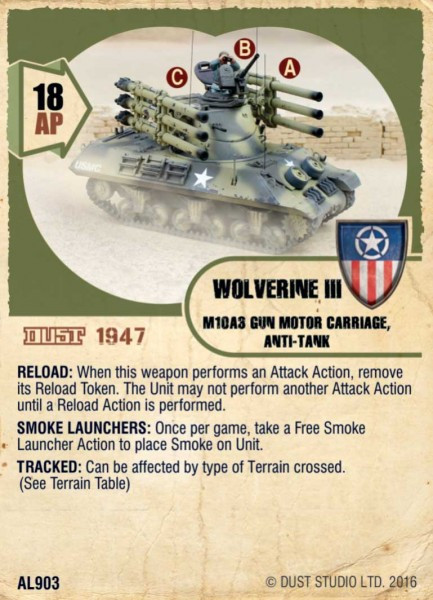 18
AP
C
B
A
USMC
WOLVERINE III
M10A3 GUN MOTOR CARRIAGE,
ANTI-TANK
DUST 1947
RELOAD: When this weapon performs an Attack Action, remove
its Reload Token. The Unit may not perform another Attack Action
until a Reload Action is performed.
SMOKE LAUNCHERS: Once per game, take a Free Smoke
Launcher Action to place Smoke on Unit.
TRACKED: Can be affected by type of Terrain crossed.
(See Terrain Table)
AL903
© DUST STUDIO LTD. 2016